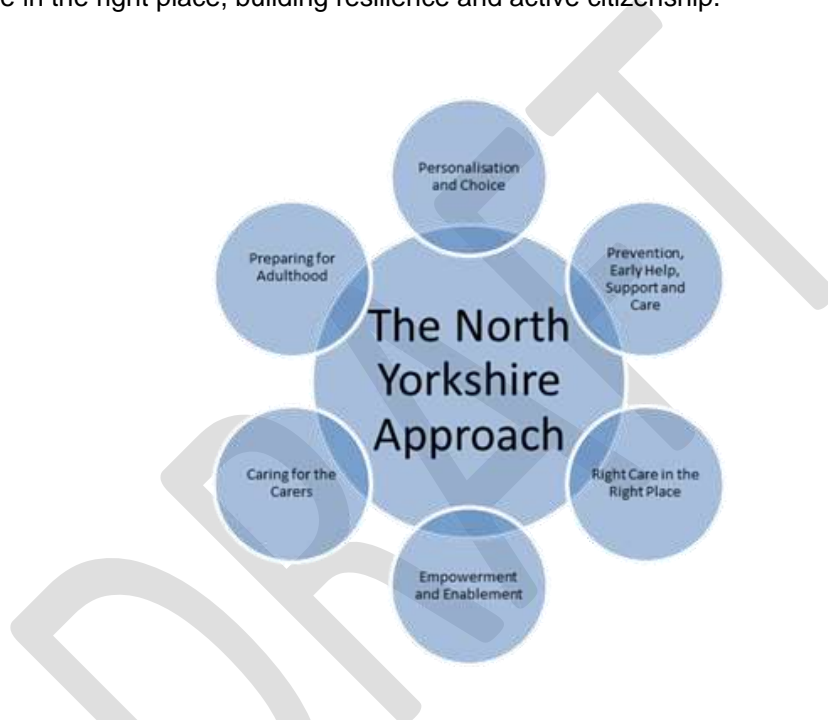 e in the right place, building resilience and active citizenship.
Personalisation
and Choice
Prevention,
Early Help,
Support and
Care
Right Care in the
Right Place
Empowerment
and Enablement
Caring for the
Carers
Preparing for
Adulthood
The North
Yorkshire
Approach
DRAFT